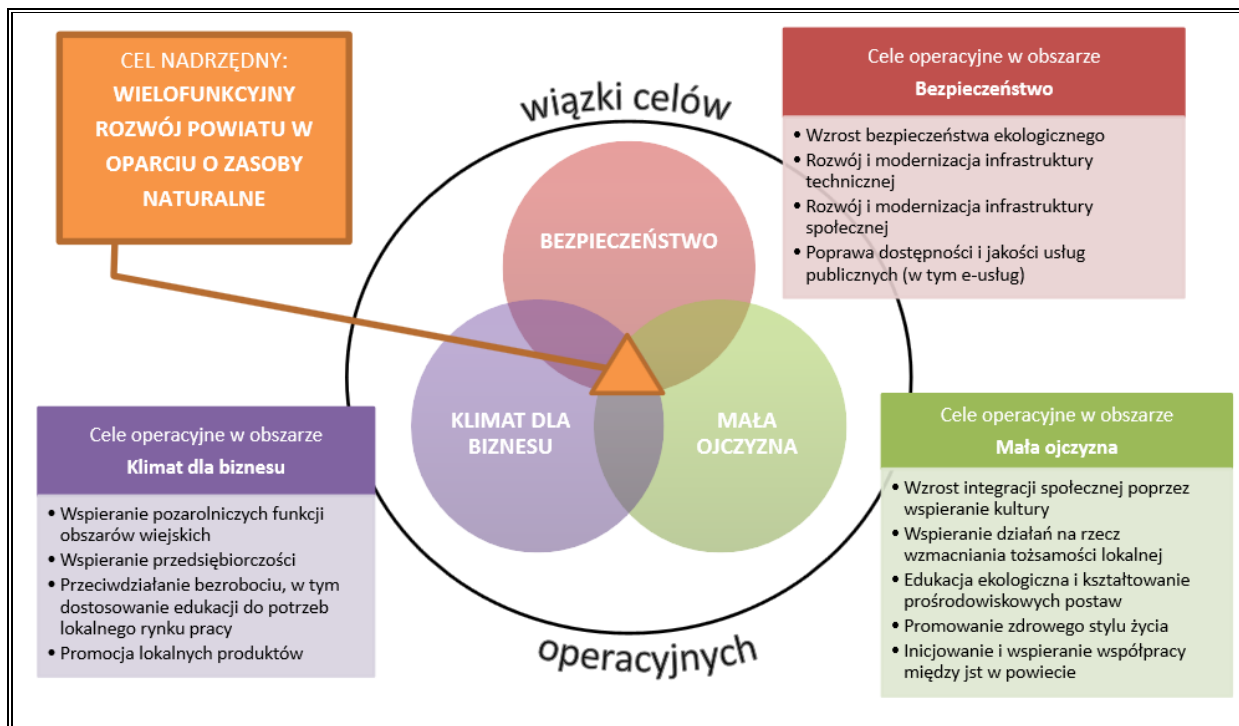 CEL NADRZĘDNY:
WIELOFUNKCYJNY
ROZWÓJ POWIATU W
OPARCIU O ZASOBY
NATURALNE
wiązki celów
Cele operacyjne w obszarze
Bezpieczeństwo
• Wzrost bezpieczeństwa ekologicznego
• Rozwój i modernizacja infrastruktury
technicznej
• Rozwój i modernizacja infrastruktury
społecznej
• Poprawa dostępności i jakości usług
publicznych (w tym e-usług)
BEZPIECZEŃSTWO
KLIMAT DLA
BIZNESU
MAŁA
OJCZYZNA
Cele operacyjne w obszarze
Klimat dla biznesu
• Wspieranie pozarolniczych funkcji
obszarów wiejskich
• Wspieranie przedsiębiorczości
• Przeciwdziałanie bezrobociu, w tym
dostosowanie edukacji do potrzeb
lokalnego rynku pracy
• Promocja lokalnych produktów
Cele operacyjne w obszarze
Mała ojczyzna
• Wzrost integracji społecznej poprzez
wspieranie kultury
• Wspieranie działań na rzecz
wzmacniania tożsamości lokalnej
• Edukacja ekologiczna i kształtowanie
prośrodowiskowych postaw
• Promowanie zdrowego stylu życia
• Inicjowanie i wspieranie współpracy
między jst w powiecie
operacyjnych